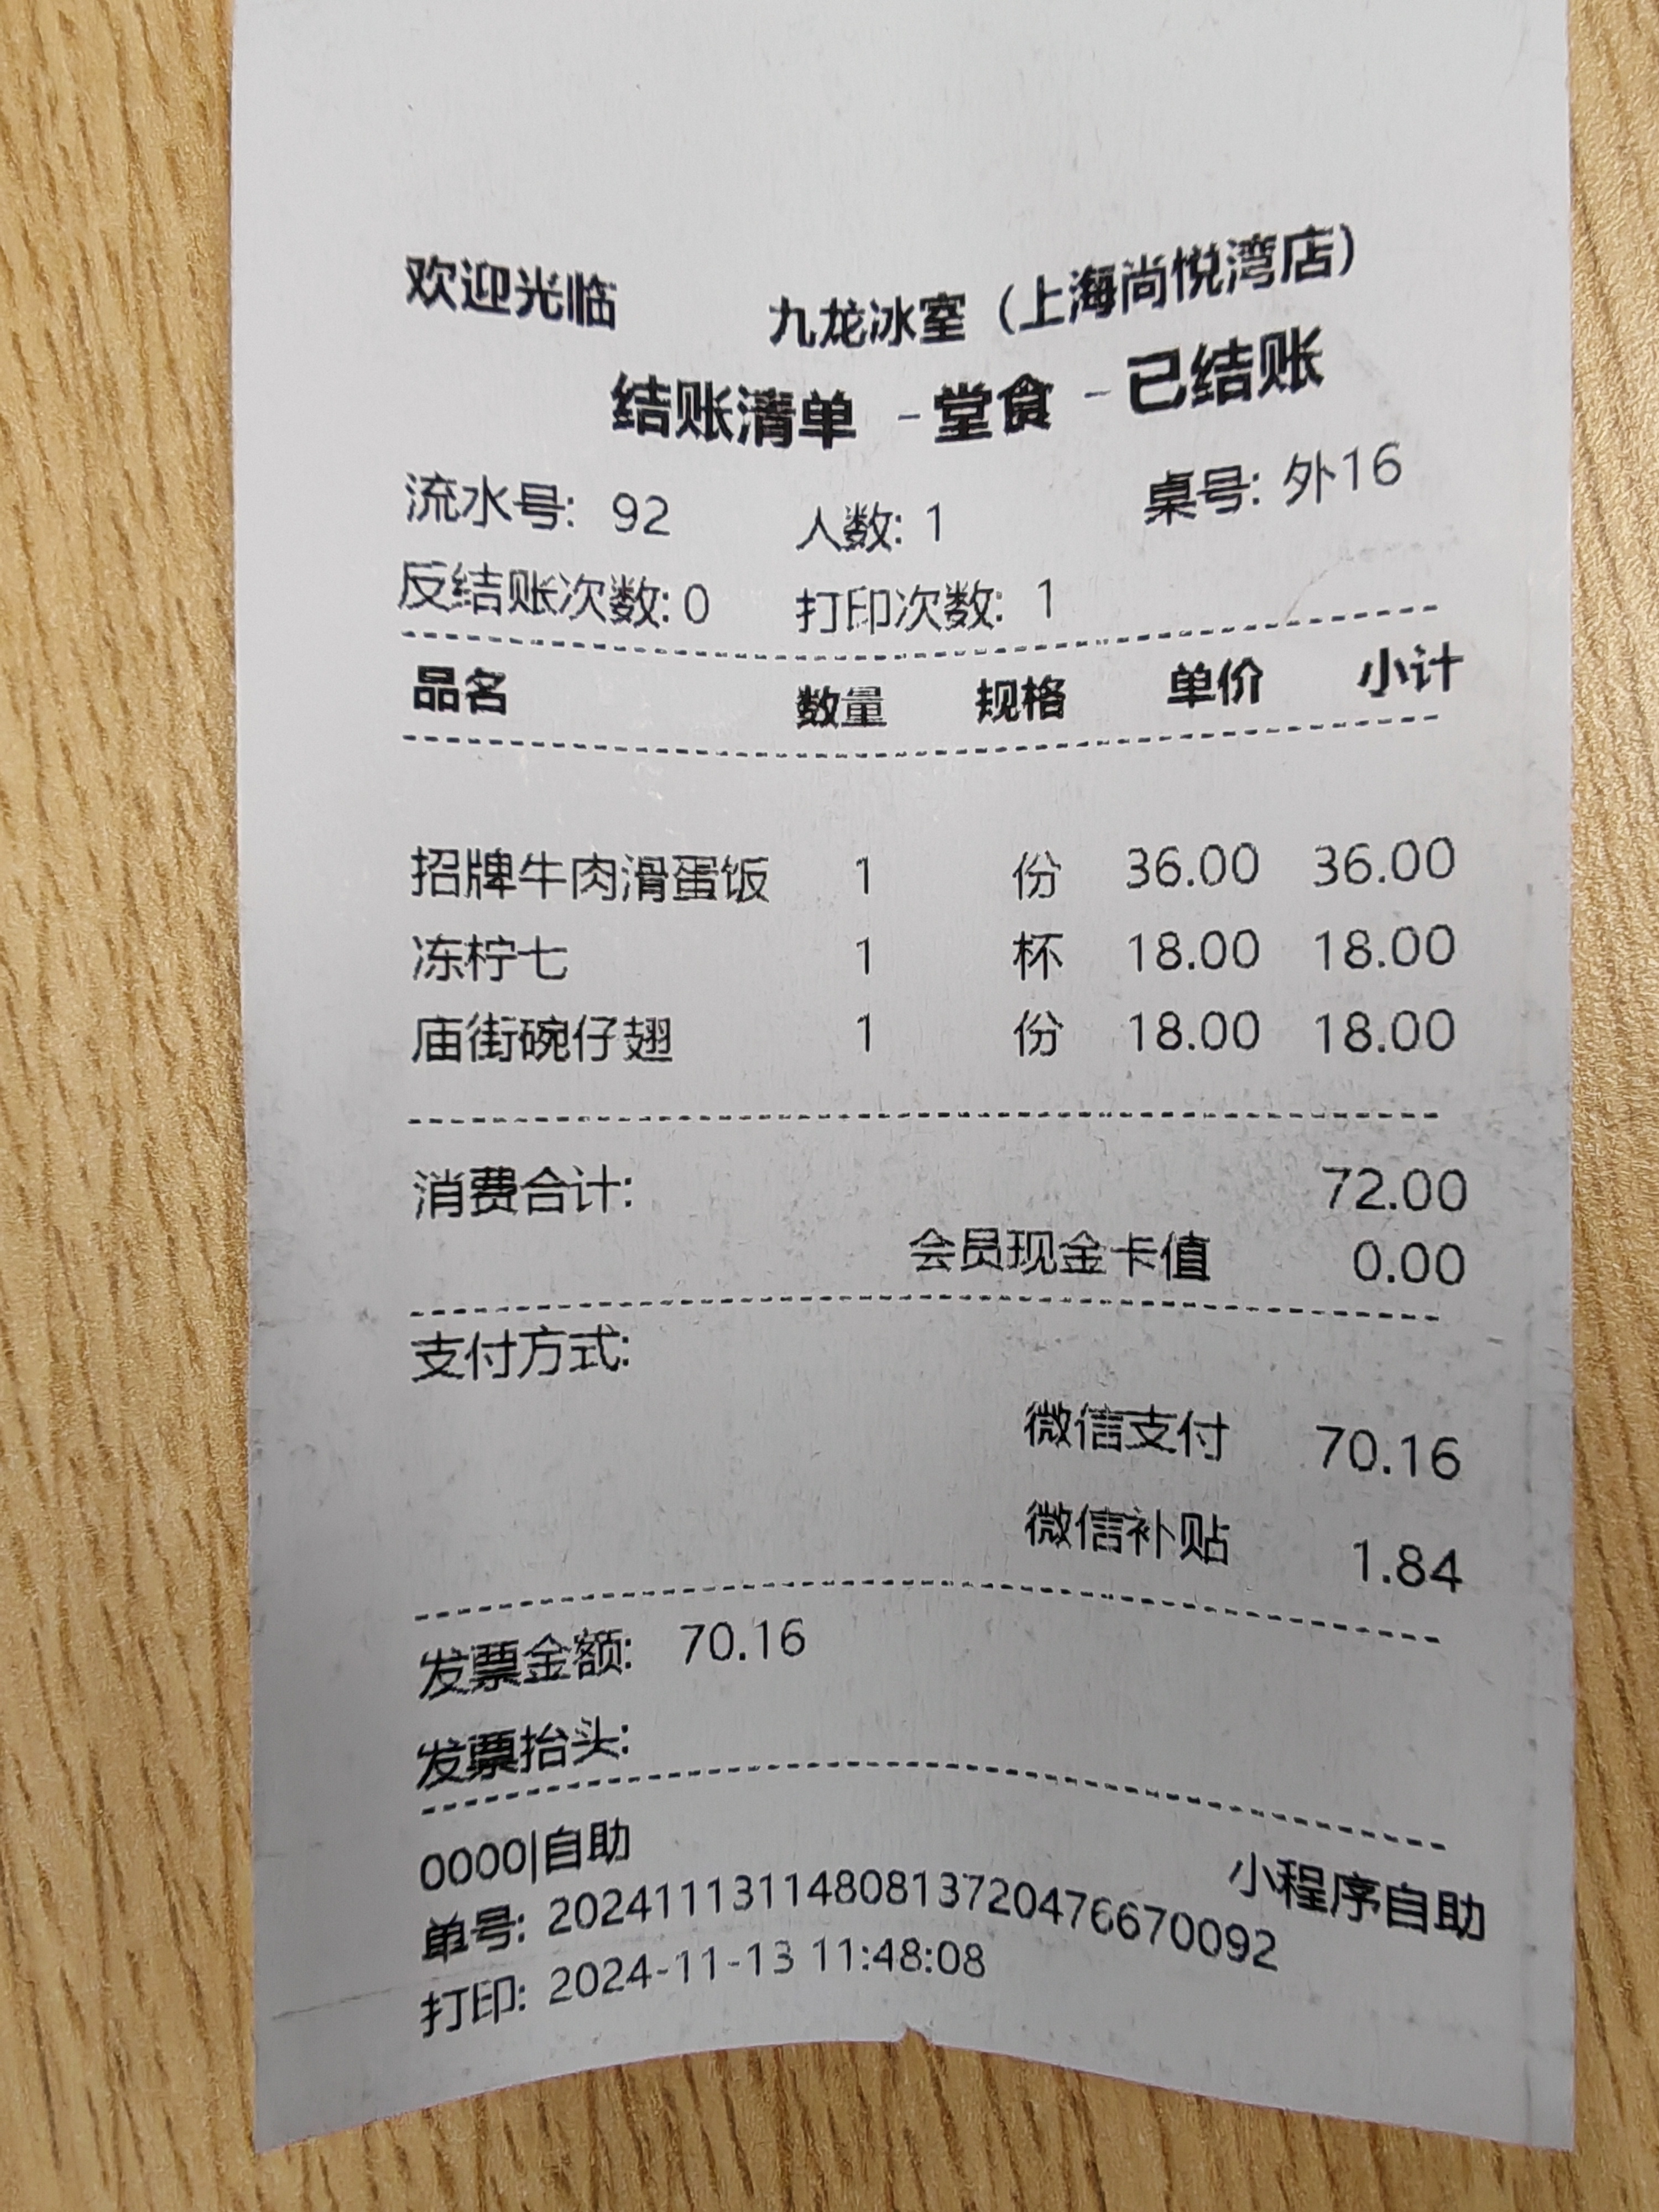 欢迎光临 九龙冰室（上海尚悦湾店）
结账清单 - 堂食 - 已结账
流水号: 92 人数: 1 桌号: 外16
反结账次数: 0 打印次数: 1
品名 数量 规格 单价 小计
招牌牛肉滑蛋饭 1 份 36.00 36.00
冻柠七 1 杯 18.00 18.00
庙街碗仔翅 1 份 18.00 18.00
消费合计: 72.00
会员现金卡值 0.00
支付方式:
微信支付 70.16
微信补贴 1.84
发票金额: 70.16
发票抬头:
0000|自助 小程序自助
单号: 2024111311480813720476670092
打印: 2024-11-13 11:48:08